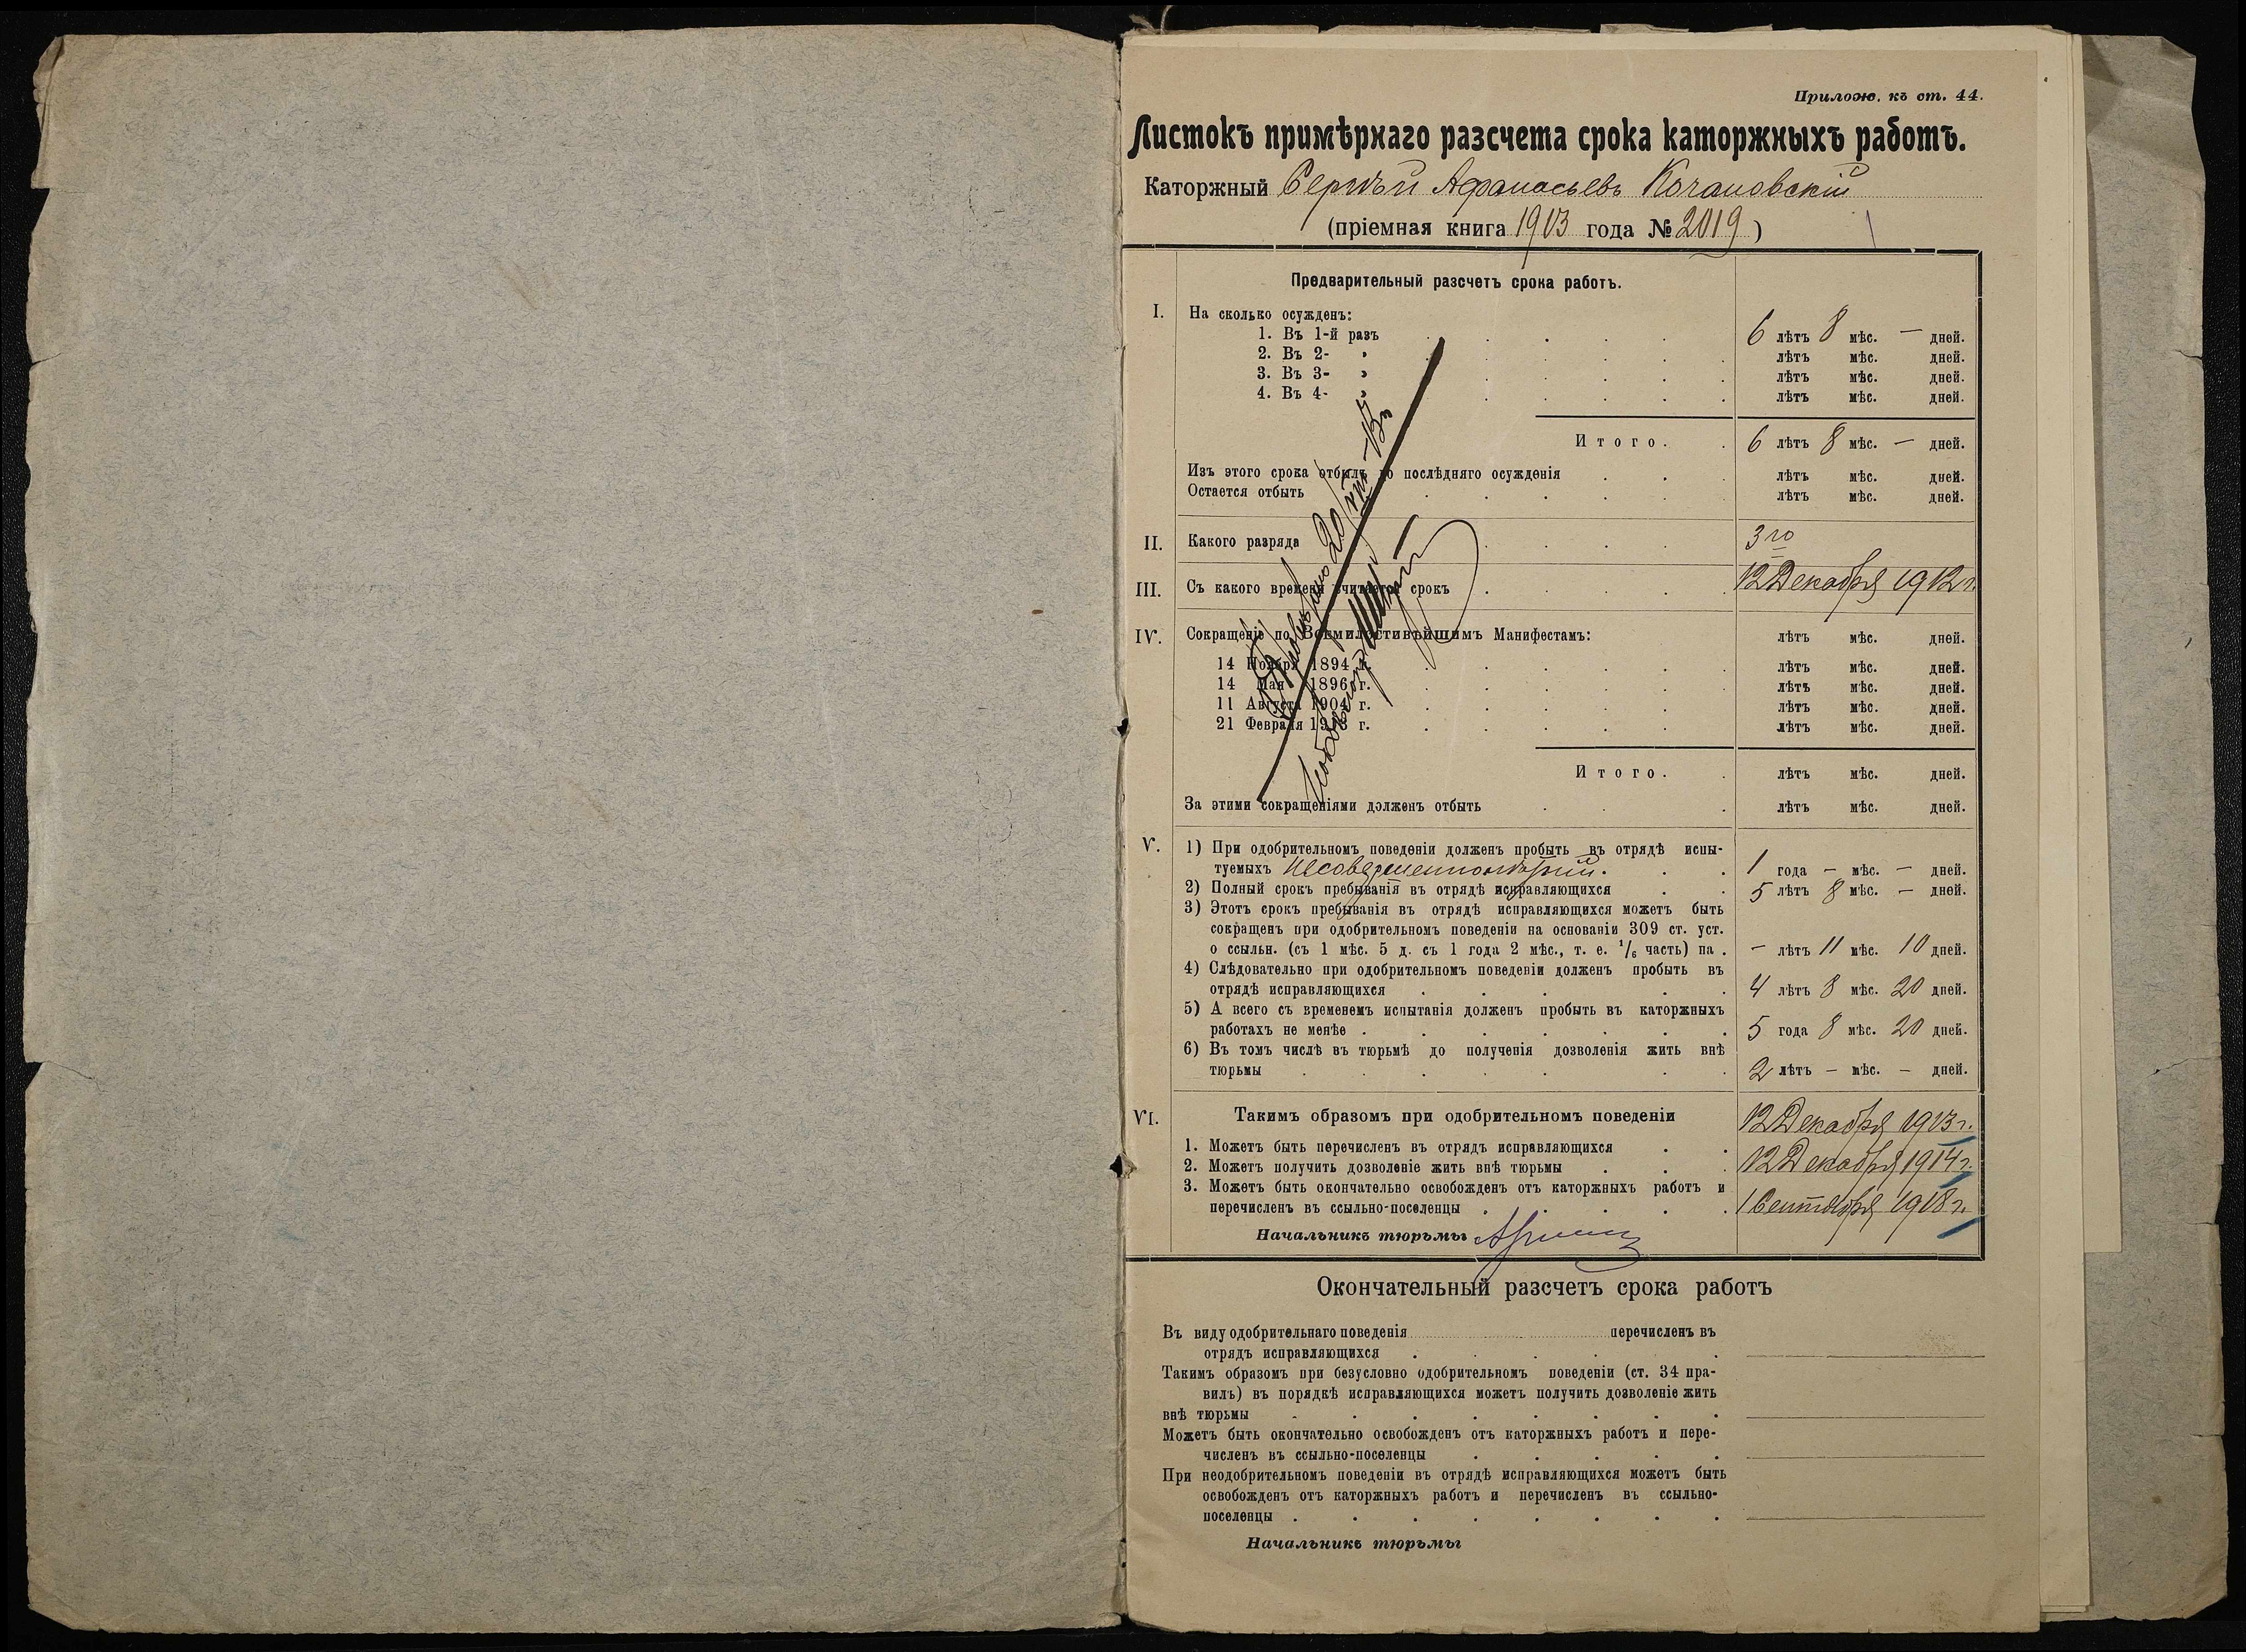 Прилож. къ ст. 44.
Листокъ примѣрнаго разсчета срока каторжныхъ работъ.
Каторжный Сергѣй Афанасьевъ Кочановскій
(пріемная книга 1913 года № 2019)
Предварительный разсчетъ срока работъ.
I. На сколько осужденъ:
1. Въ 1-й разъ 6 лѣтъ 8 мѣс. — дней.
2. Въ 2- » лѣтъ мѣс. дней.
3. Въ 3- » лѣтъ мѣс. дней.
4. Въ 4- » лѣтъ мѣс. дней.
Итого. 6 лѣтъ 8 мѣс. — дней.
Изъ этого срока отбылъ до послѣдняго осужденія лѣтъ мѣс. дней.
Остается отбыть лѣтъ мѣс. дней.
II. Какого разряда 3го
III. Съ какого времени считается срокъ 12 Декабря 1912 г.
IV. Сокращеніе по Всемилостивѣйшимъ Манифестамъ: лѣтъ мѣс. дней.
14 Ноября 1894 г. лѣтъ мѣс. дней.
14 Мая 1896 г. лѣтъ мѣс. дней.
11 Августа 1904 г. лѣтъ мѣс. дней.
21 Февраля 1913 г. лѣтъ мѣс. дней.
Итого. лѣтъ мѣс. дней.
За этими сокращеніями долженъ отбыть лѣтъ мѣс. дней.
V. 1) При одобрительномъ поведеніи долженъ пробыть въ отрядѣ испы-
туемыхъ несовершеннолѣтній. 1 года — мѣс. — дней.
2) Полный срокъ пребыванія въ отрядѣ исправляющихся 5 лѣтъ 8 мѣс. — дней.
3) Этотъ срокъ пребыванія въ отрядѣ исправляющихся можетъ быть
сокращенъ при одобрительномъ поведеніи на основаніи 309 ст. уст.
о ссыльн. (съ 1 мѣс. 5 д. съ 1 года 2 мѣс., т. е. 1/6 часть) на . — лѣтъ 11 мѣс. 10 дней.
4) Слѣдовательно при одобрительномъ поведеніи долженъ пробыть въ
отрядѣ исправляющихся 4 лѣтъ 8 мѣс. 20 дней.
5) А всего съ временемъ испытанія долженъ пробыть въ каторжныхъ
работахъ не менѣе . 5 года 8 мѣс. 20 дней.
6) Въ томъ числѣ въ тюрьмѣ до полученія дозволенія жить внѣ
тюрьмы 2 лѣтъ — мѣс. — дней.
VI. Такимъ образомъ при одобрительномъ поведеніи
1. Можетъ быть перечисленъ въ отрядъ исправляющихся 12 Декабря 1913 г.
2. Можетъ получить дозволеніе жить внѣ тюрьмы 12 Декабря 1914 г.
3. Можетъ быть окончательно освобожденъ отъ каторжныхъ работъ и
перечисленъ въ ссыльно-поселенцы 1 Сентября 1918 г.
Начальникъ тюрьмы
Окончательный разсчетъ срока работъ
Въ виду одобрительнаго поведенія перечисленъ въ
отрядъ исправляющихся
Такимъ образомъ при безусловно одобрительномъ поведеніи (ст. 34 пра-
вилъ) въ порядкѣ исправляющихся можетъ получить дозволеніе жить
внѣ тюрьмы
Можетъ быть окончательно освобожденъ отъ каторжныхъ работъ и пере-
численъ въ ссыльно-поселенцы
При неодобрительномъ поведеніи въ отрядѣ исправляющихся можетъ быть
освобожденъ отъ каторжныхъ работъ и перечисленъ въ ссыльно-
поселенцы
Начальникъ тюрьмы